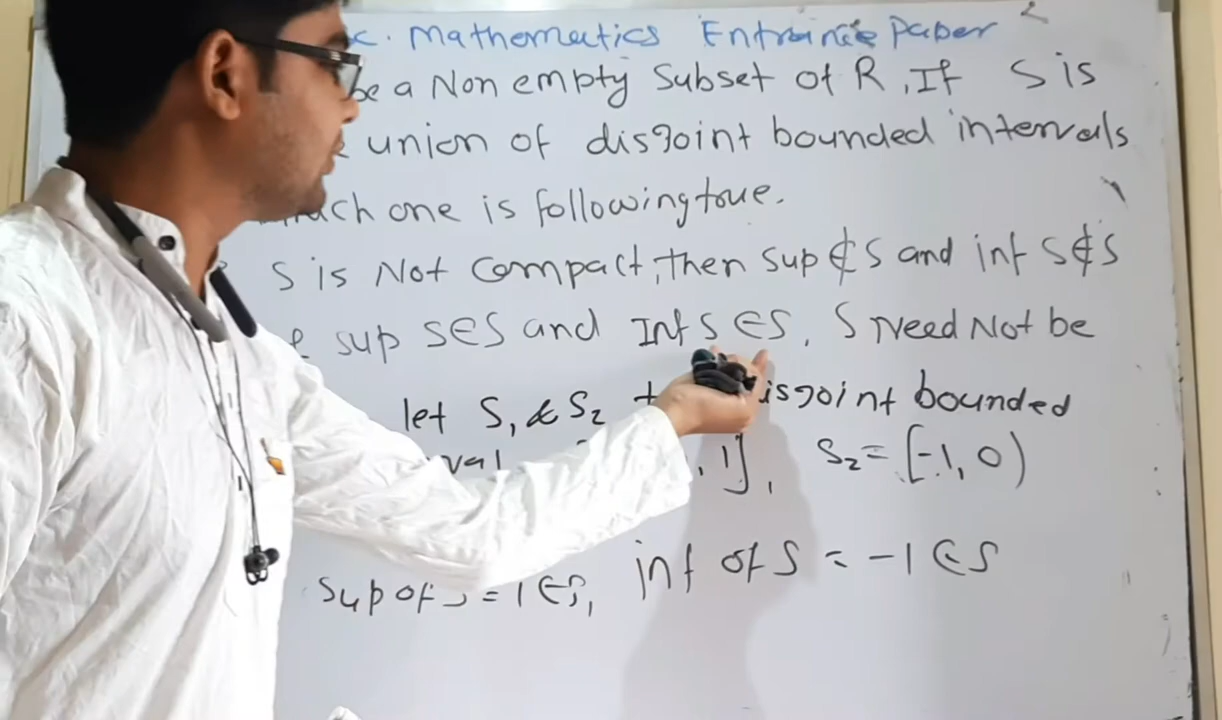 c. Mathematics Entrance Paper
be a Non empty Subset of R, If S is
union of disjoint bounded intervals
one is following true.
S is Not Compact, then Sup ∉ S and inf S ∉ S
sup S∈S and Inf S ∈S, S Need Not be
let S₁ & S₂ disjoint bounded
, 1], S₂ = [-1, 0)
Sup of S = 1 ∈ S, inf of S = -1 ∈ S